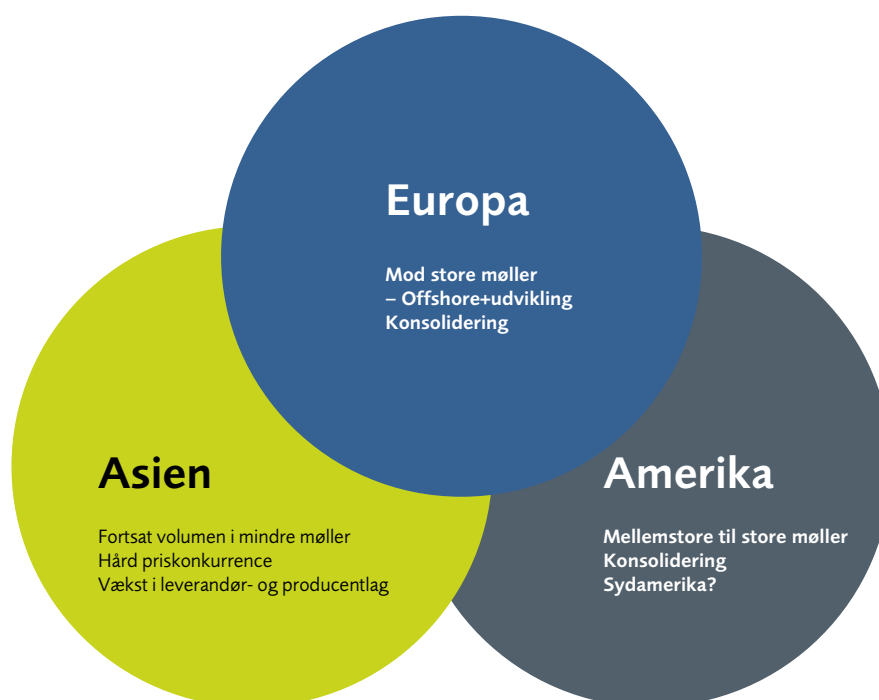 Europa
Mod store møller
– Offshore+udvikling
Konsolidering
Asien
Fortsat volumen i mindre møller
Hård priskonkurrence
Vækst i leverandør- og producentlag
Amerika
Mellemstore til store møller
Konsolidering
Sydamerika?